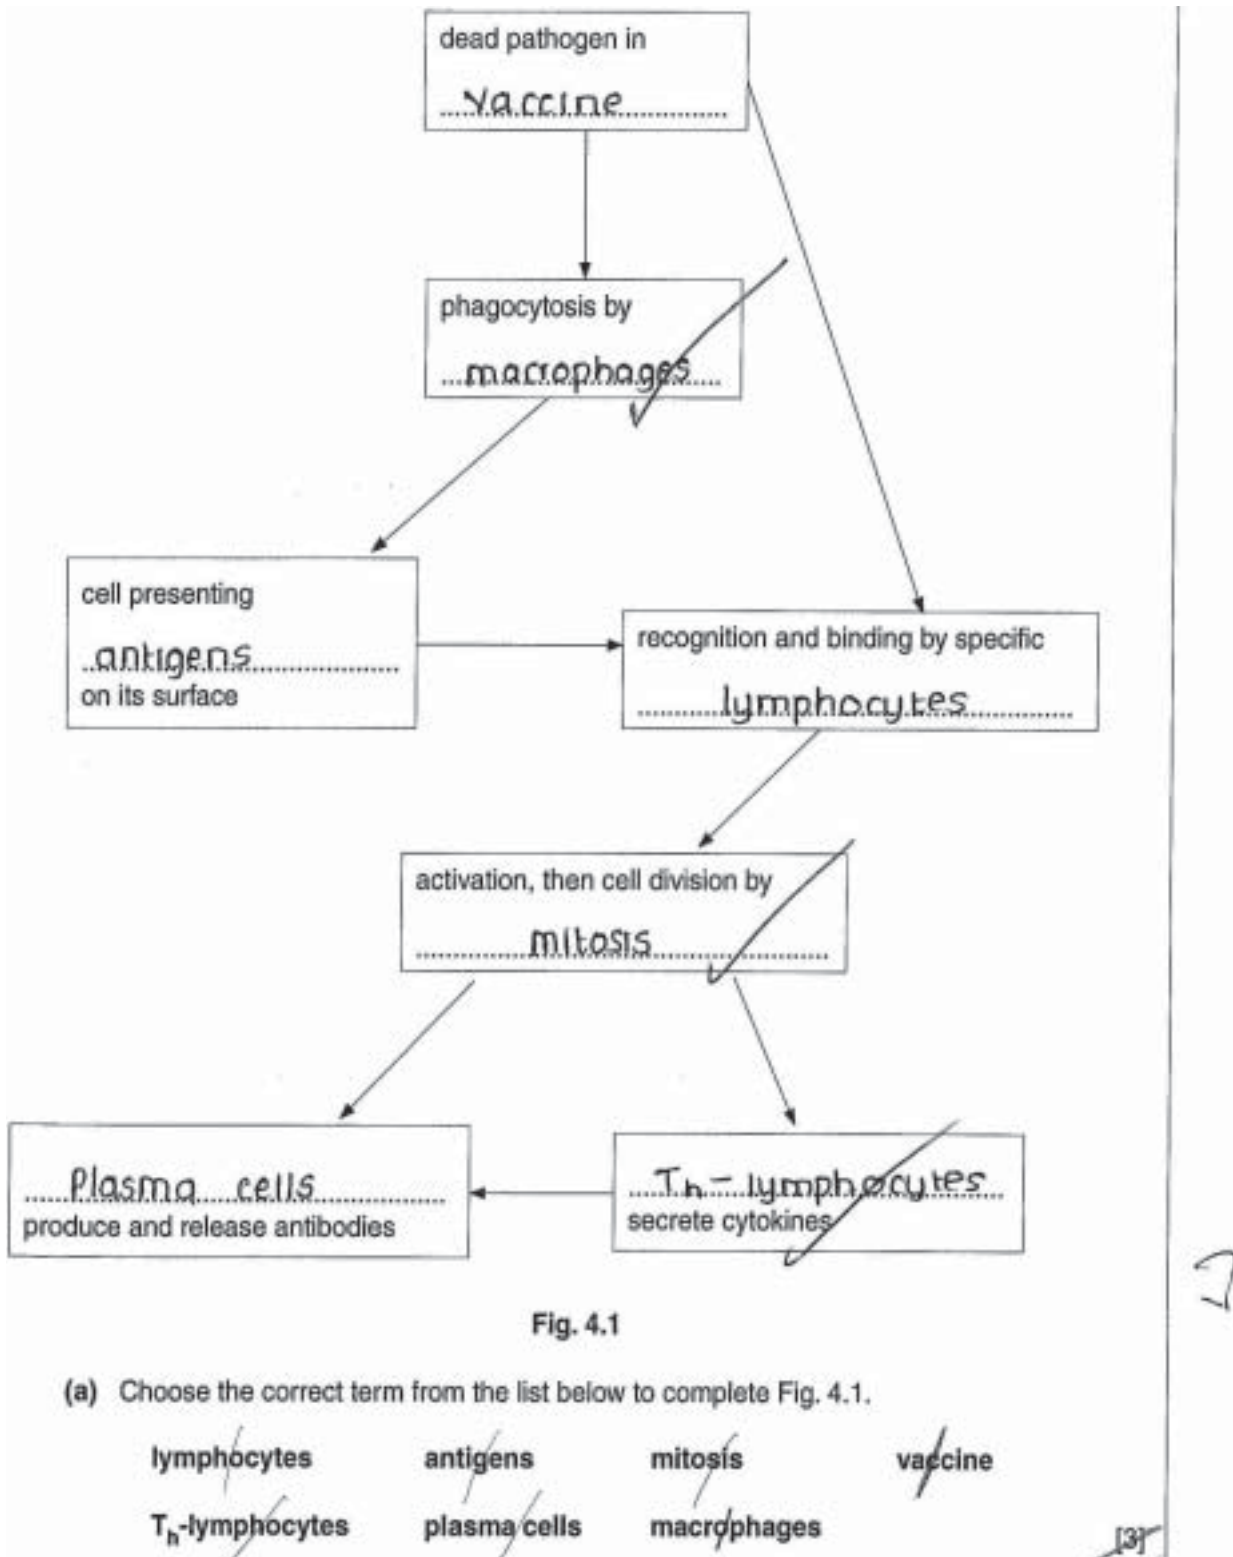 dead pathogen in
vaccine
phagocytosis by
macrophages
cell presenting
antigens
on its surface
recognition and binding by specific
lymphocytes
activation, then cell division by
mitosis
Plasma cells
produce and release antibodies
Th - lymphocytes
secrete cytokines
Fig. 4.1
(a) Choose the correct term from the list below to complete Fig. 4.1.
lymphocytes antigens mitosis vaccine
Th-lymphocytes plasma cells macrophages
[3]